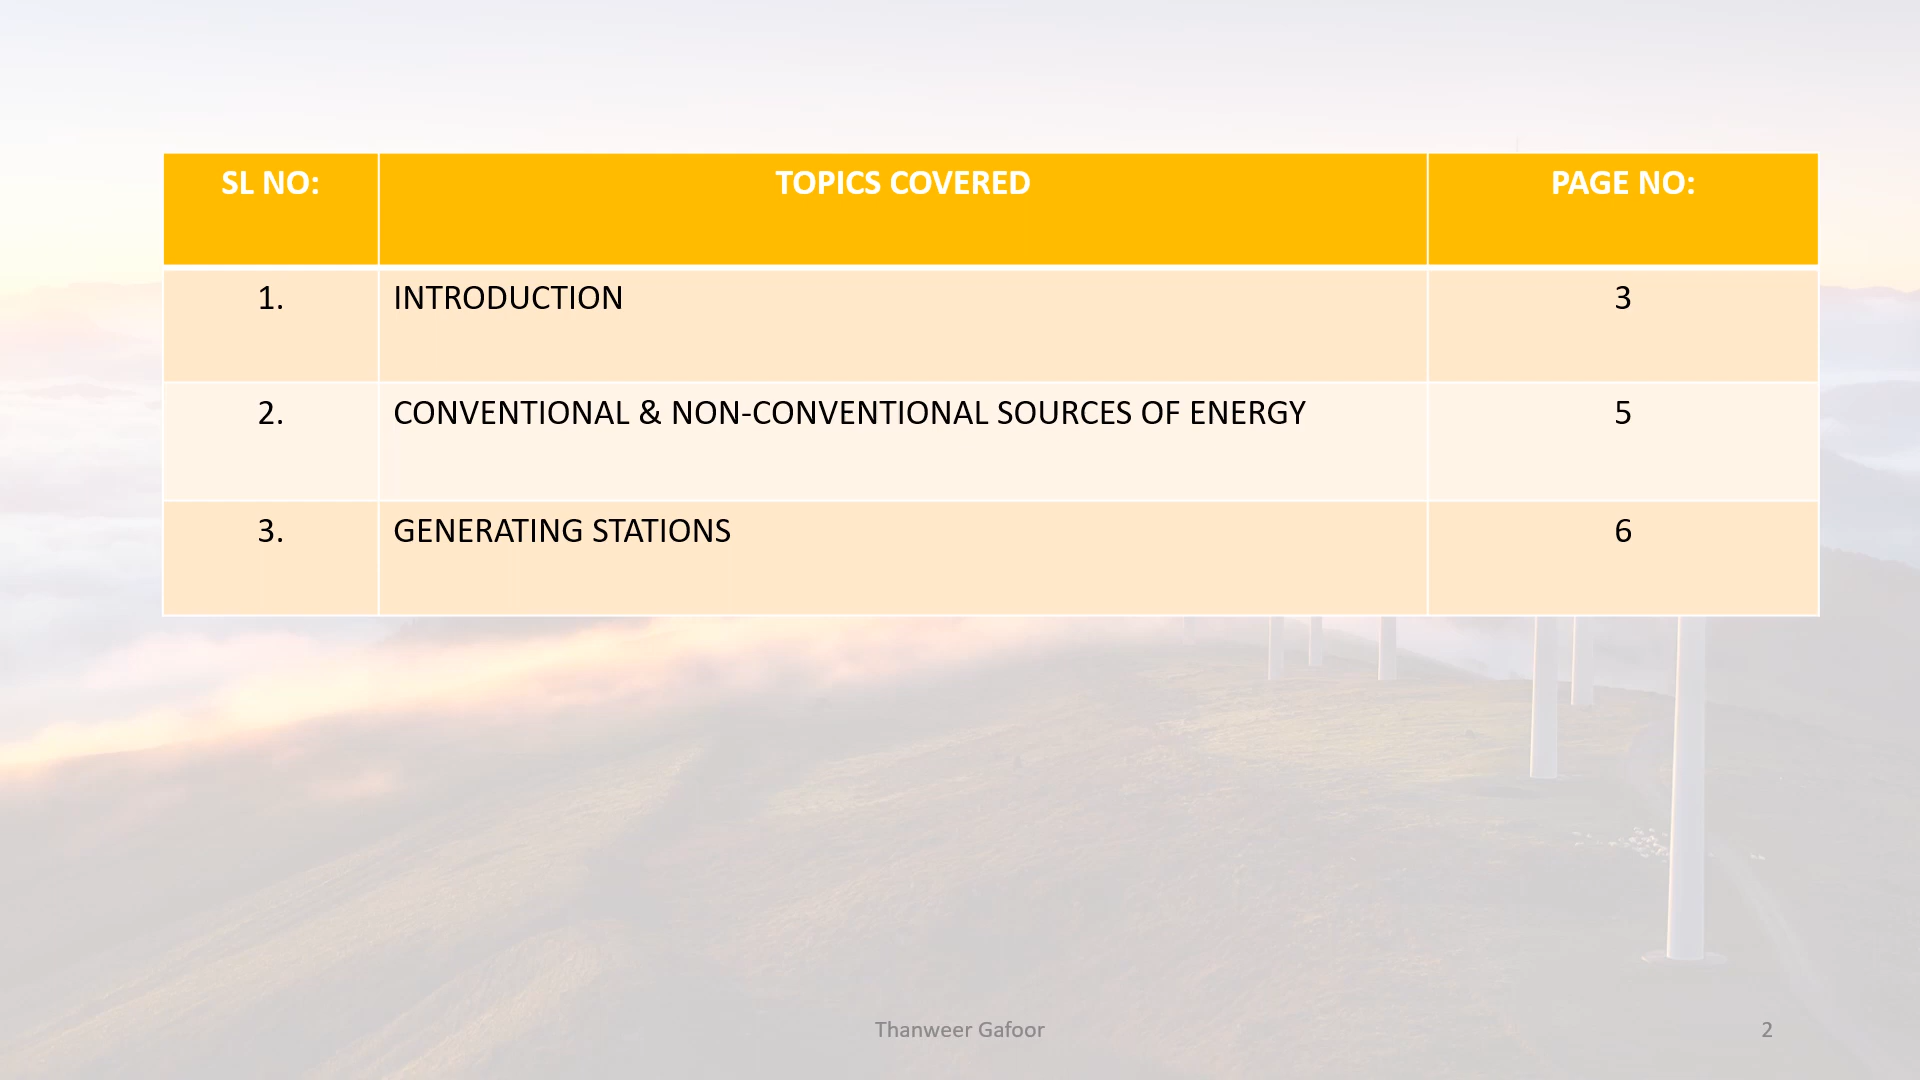 SL NO: TOPICS COVERED PAGE NO:
1. INTRODUCTION 3
2. CONVENTIONAL & NON-CONVENTIONAL SOURCES OF ENERGY 5
3. GENERATING STATIONS 6
Thanweer Gafoor 2